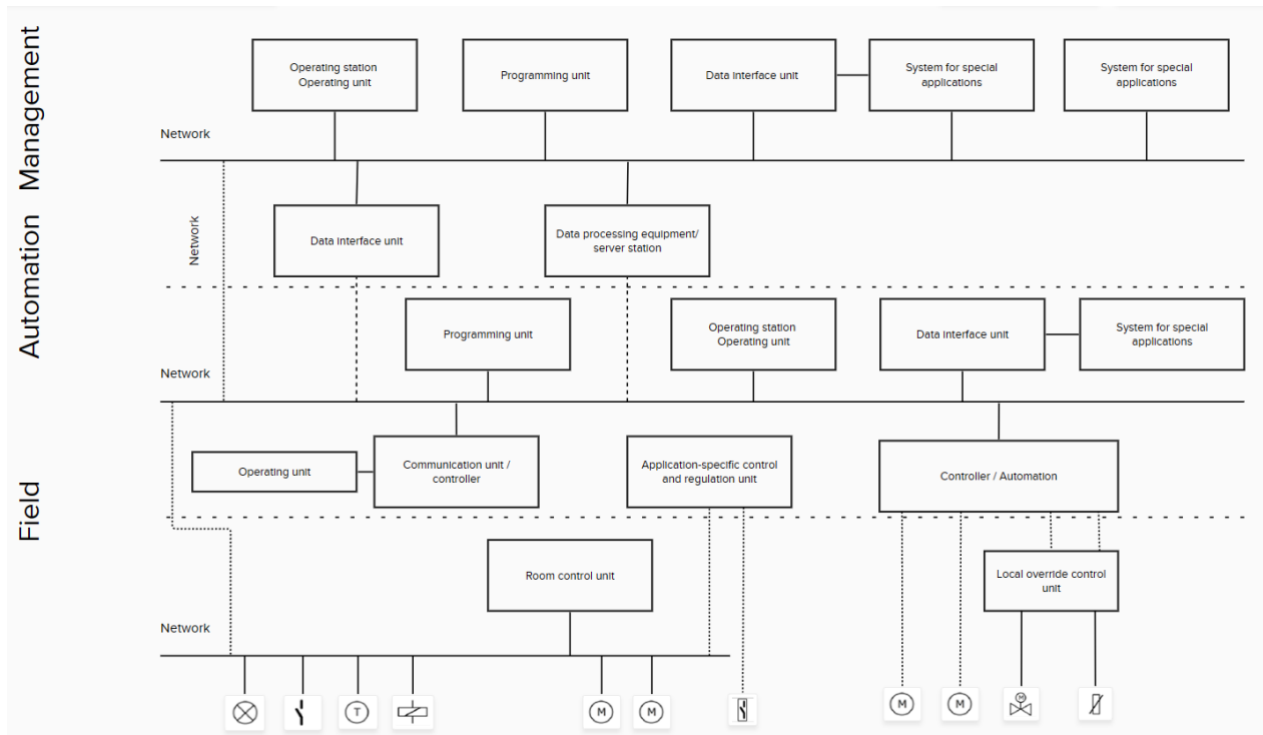 Management
Automation
Field
Operating station
Operating unit
Programming unit
Data interface unit
System for special
applications
System for special
applications
Network
Network
Data interface unit
Data processing equipment/
server station
Programming unit
Operating station
Operating unit
Data interface unit
System for special
applications
Network
Operating unit
Communication unit /
controller
Application-specific control
and regulation unit
Controller / Automation
Room control unit
Local override control
unit
Network
T
M
M
M
M
M